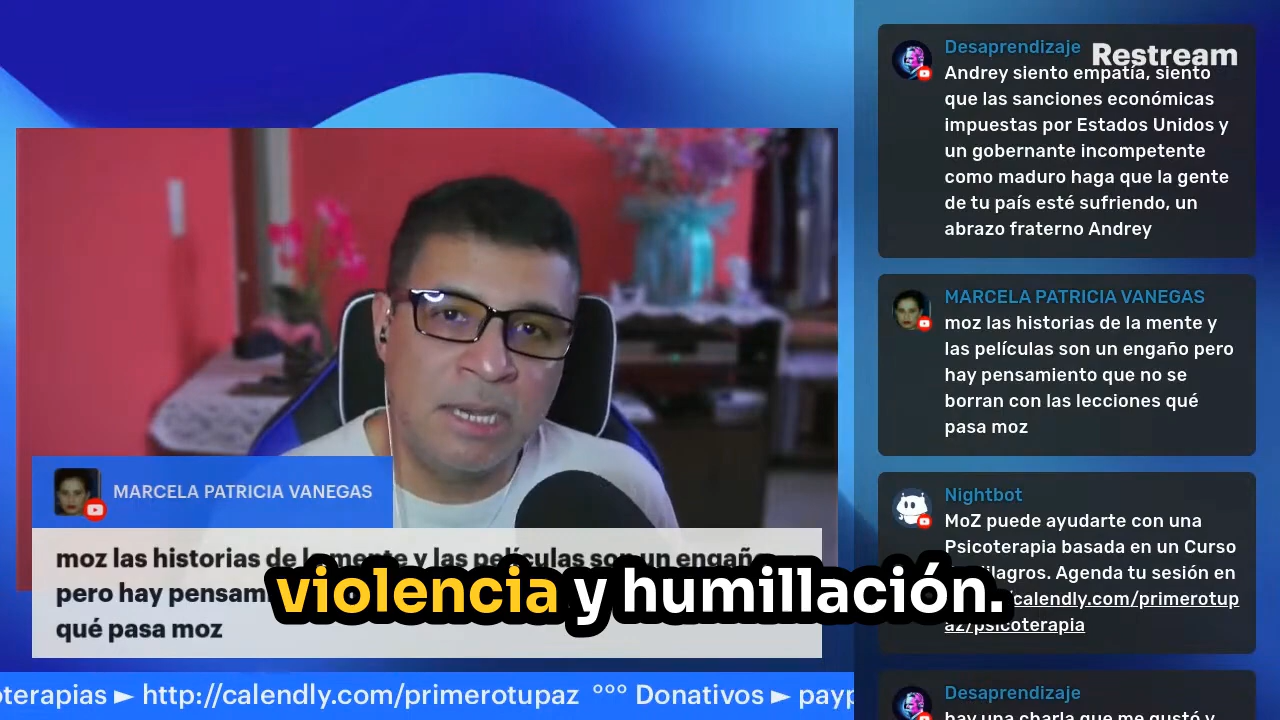 Restream
Desaprendizaje
Andrey siento empatía, siento
que las sanciones económicas
impuestas por Estados Unidos y
un gobernante incompetente
como maduro haga que la gente
de tu país esté sufriendo, un
abrazo fraterno Andrey
MARCELA PATRICIA VANEGAS
moz las historias de la mente y
las películas son un engaño pero
hay pensamiento que no se
borran con las lecciones qué
pasa moz
Nightbot
MoZ puede ayudarte con una
Psicoterapia basada en un Curso
Agenda tu sesión en
calendly.com/primerotup
az/psicoterapia
Desaprendizaje
hay una charla que me gustó y
MARCELA PATRICIA VANEGAS
moz las historias de la mente y las películas son un engaño
pero hay
qué pasa moz
violencia y humillación.
oterapias ► http://calendly.com/primerotupaz °°° Donativos ► payp